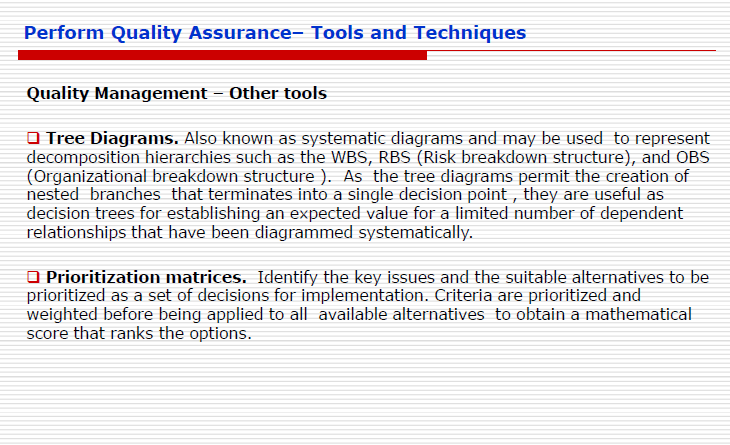 Perform Quality Assurance– Tools and Techniques
Quality Management – Other tools
❑ Tree Diagrams. Also known as systematic diagrams and may be used  to represent
decomposition hierarchies such as the WBS, RBS (Risk breakdown structure), and OBS
(Organizational breakdown structure ).  As  the tree diagrams permit the creation of
nested  branches  that terminates into a single decision point , they are useful as
decision trees for establishing an expected value for a limited number of dependent
relationships that have been diagrammed systematically.
❑ Prioritization matrices.  Identify the key issues and the suitable alternatives to be
prioritized as a set of decisions for implementation. Criteria are prioritized and
weighted before being applied to all  available alternatives  to obtain a mathematical
score that ranks the options.